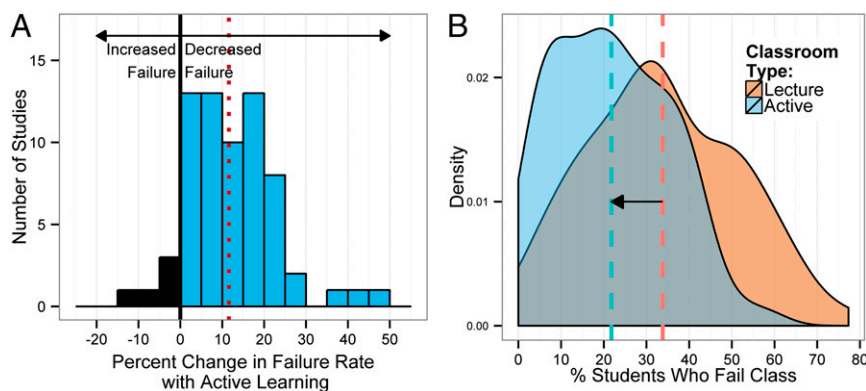 A
Increased Decreased
Failure Failure
Number of Studies
15
10
5
0
-20 -10 0 10 20 30 40 50
Percent Change in Failure Rate
with Active Learning
B
Classroom
Type:
Lecture
Active
Density
0.02
0.01
0.00
0 10 20 30 40 50 60 70 80
% Students Who Fail Class